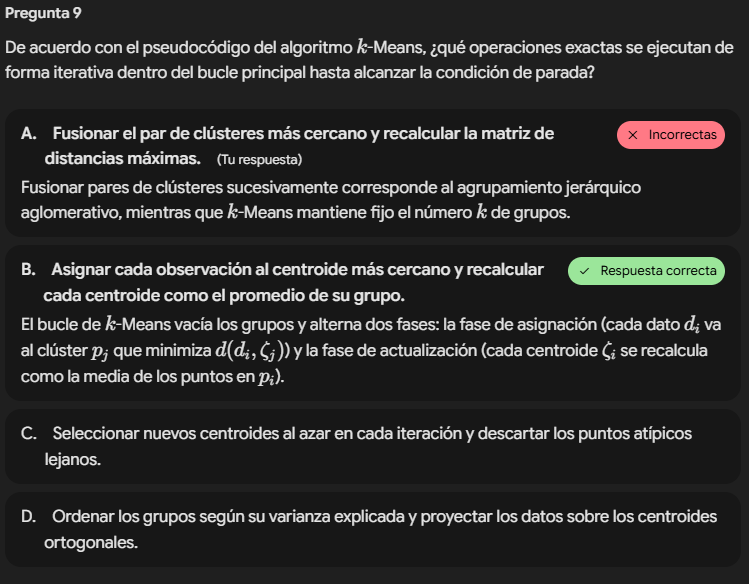 Pregunta 9
De acuerdo con el pseudocódigo del algoritmo k-Means, ¿qué operaciones exactas se ejecutan de
forma iterativa dentro del bucle principal hasta alcanzar la condición de parada?
A. Fusionar el par de clústeres más cercano y recalcular la matriz de
distancias máximas. (Tu respuesta)
× Incorrectas
Fusionar pares de clústeres sucesivamente corresponde al agrupamiento jerárquico
aglomerativo, mientras que k-Means mantiene fijo el número k de grupos.
B. Asignar cada observación al centroide más cercano y recalcular
cada centroide como el promedio de su grupo.
✓ Respuesta correcta
El bucle de k-Means vacía los grupos y alterna dos fases: la fase de asignación (cada dato dᵢ va
al clúster pⱼ que minimiza d(dᵢ, ζⱼ)) y la fase de actualización (cada centroide ζᵢ se recalcula
como la media de los puntos en pᵢ).
C. Seleccionar nuevos centroides al azar en cada iteración y descartar los puntos atípicos
lejanos.
D. Ordenar los grupos según su varianza explicada y proyectar los datos sobre los centroides
ortogonales.